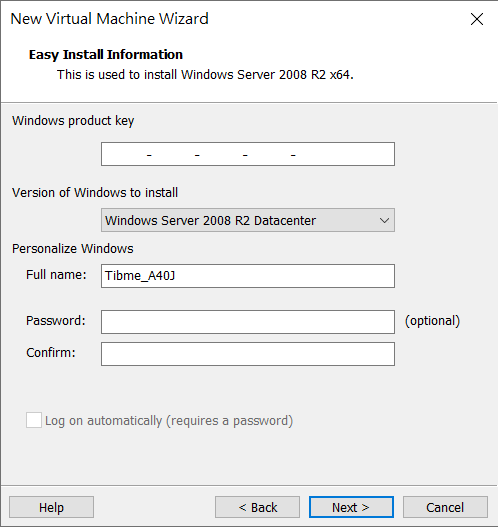 New Virtual Machine Wizard
Easy Install Information
This is used to install Windows Server 2008 R2 x64.
Windows product key
- - - -
Version of Windows to install
Windows Server 2008 R2 Datacenter
Personalize Windows
Full name: Tibme_A40J
Password: (optional)
Confirm:
Log on automatically (requires a password)
Help < Back Next > Cancel